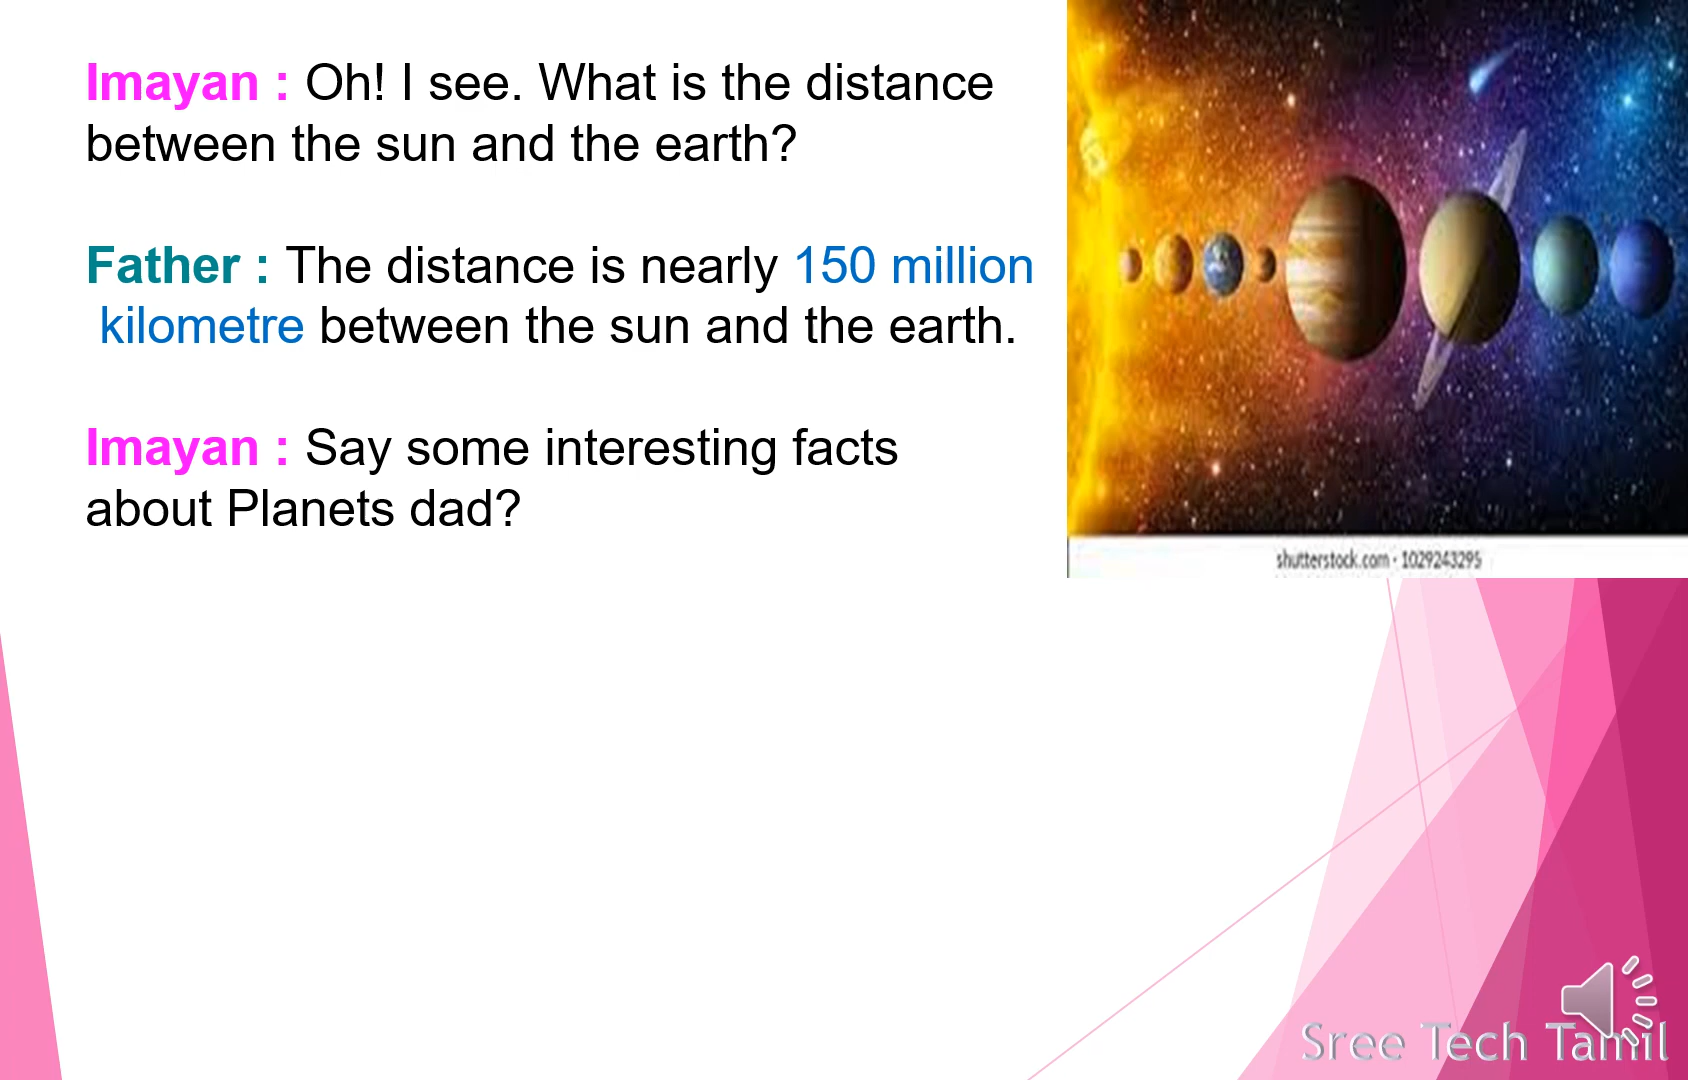 Imayan : Oh! I see. What is the distance
between the sun and the earth?
Father : The distance is nearly 150 million
kilometre between the sun and the earth.
Imayan : Say some interesting facts
about Planets dad?
shutterstock.com · 1029243295
Sree Tech Tamil